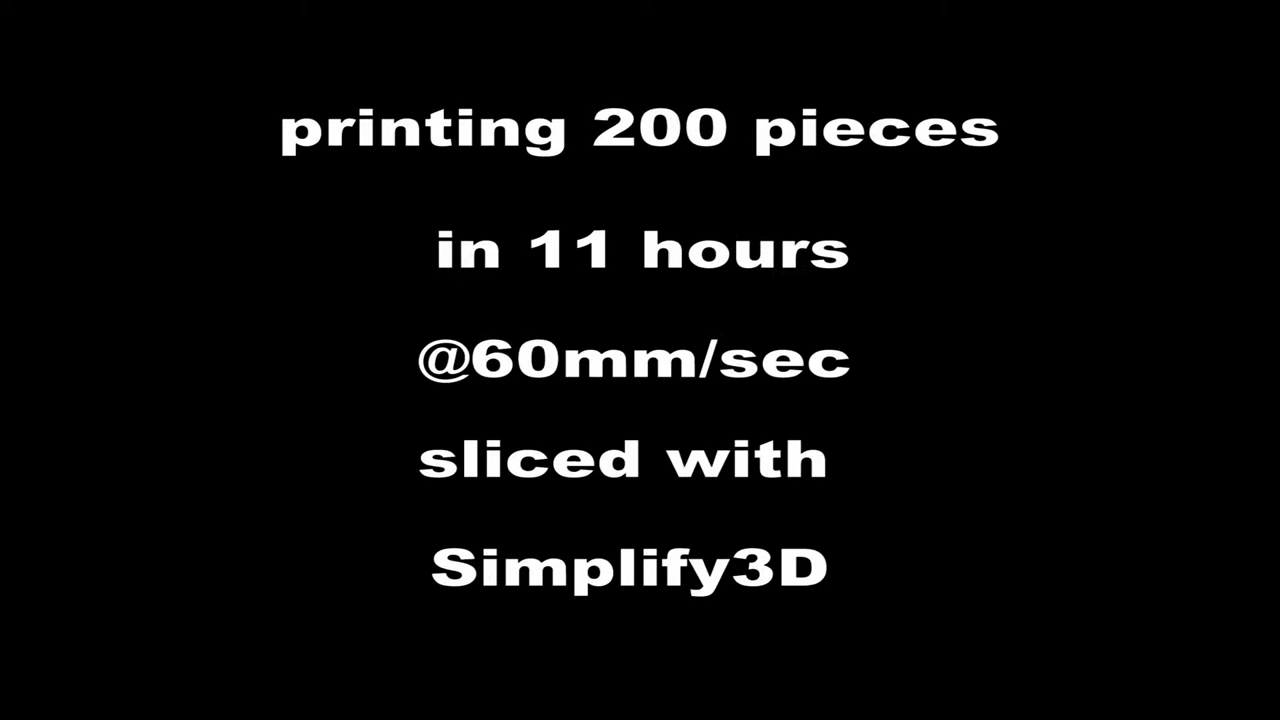 printing 200 pieces
in 11 hours
@60mm/sec
sliced with
Simplify3D